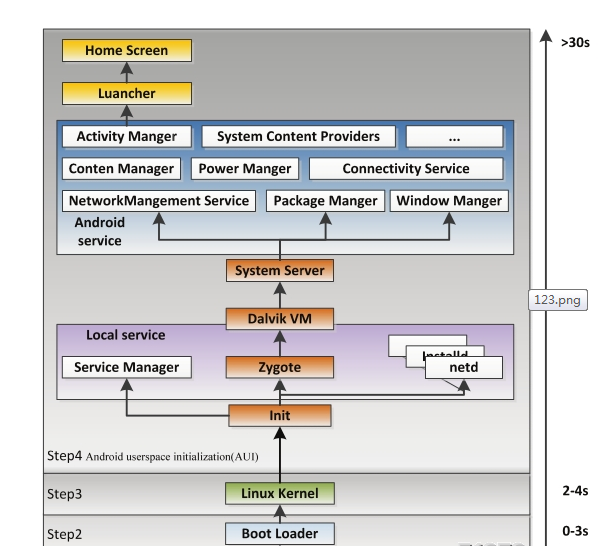 Home Screen
>30s
Luancher
Activity Manger
System Content Providers
...
Conten Manager
Power Manger
Connectivity Service
NetworkMangement Service
Package Manger
Window Manger
Android
service
System Server
123.png
Dalvik VM
Local service
Installd
Service Manager
Zygote
netd
Init
Step4 Android userspace initialization(AUI)
Step3
Linux Kernel
2-4s
Step2
Boot Loader
0-3s